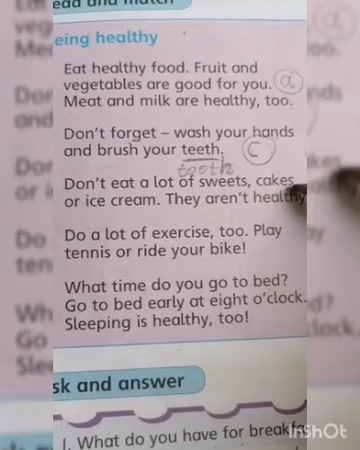 ead and match
eing healthy
Eat healthy food. Fruit and
vegetables are good for you. a
Meat and milk are healthy, too.
Don't forget – wash your hands
and brush your teeth. C
tooth
Don't eat a lot of sweets, cakes
or ice cream. They aren't healthy
Do a lot of exercise, too. Play
tennis or ride your bike!
What time do you go to bed?
Go to bed early at eight o'clock.
Sleeping is healthy, too!
sk and answer
1. What do you have for breakfas
InShOt